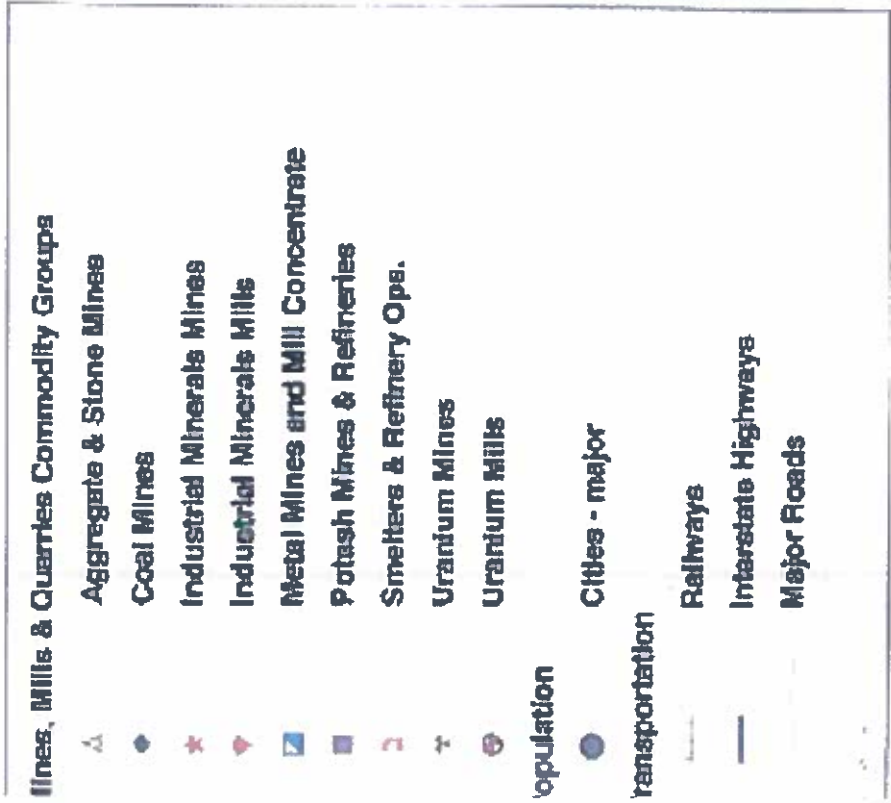 lines, Mills & Quarries Commodity Groups
Aggregate & Stone Mines
Coal Mines
Industrial Minerals Mines
Industrial Minerals Mills
Metal Mines and Mill Concentrate
Potash Mines & Refineries
Smelters & Refinery Ops.
Uranium Mines
Uranium Mills
opulation
Cities - major
ransportation
Railways
Interstate Highways
Major Roads